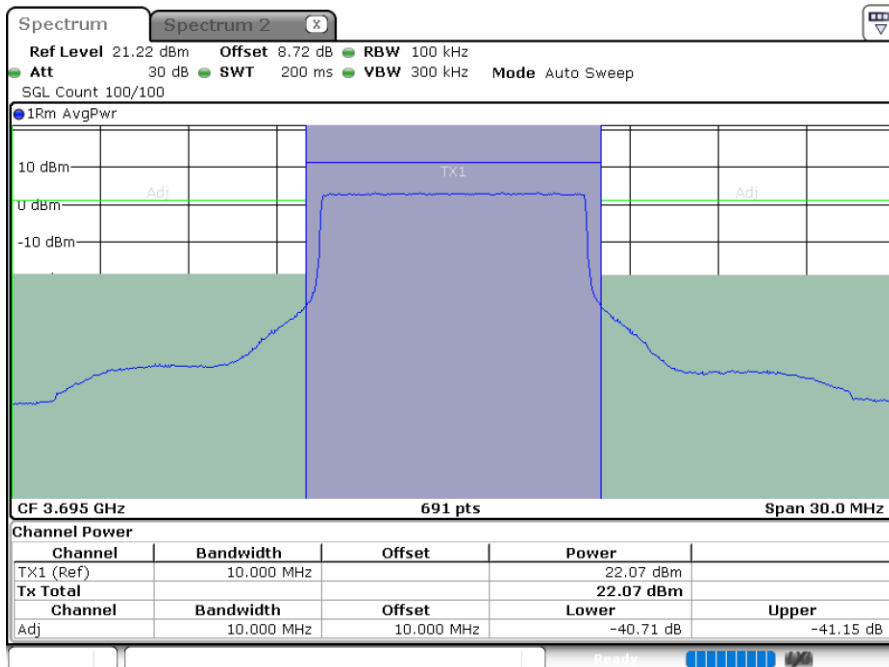 Spectrum Spectrum 2 X
Ref Level 21.22 dBm Offset 8.72 dB RBW 100 kHz
Att 30 dB SWT 200 ms VBW 300 kHz Mode Auto Sweep
SGL Count 100/100
1Rm AvgPwr
10 dBm
TX1
Adj Adj
0 dBm
-10 dBm
CF 3.695 GHz 691 pts Span 30.0 MHz
Channel Power
Channel Bandwidth Offset Power
TX1 (Ref) 10.000 MHz 22.07 dBm
Tx Total 22.07 dBm
Channel Bandwidth Offset Lower Upper
Adj 10.000 MHz 10.000 MHz -40.71 dB -41.15 dB
Ready